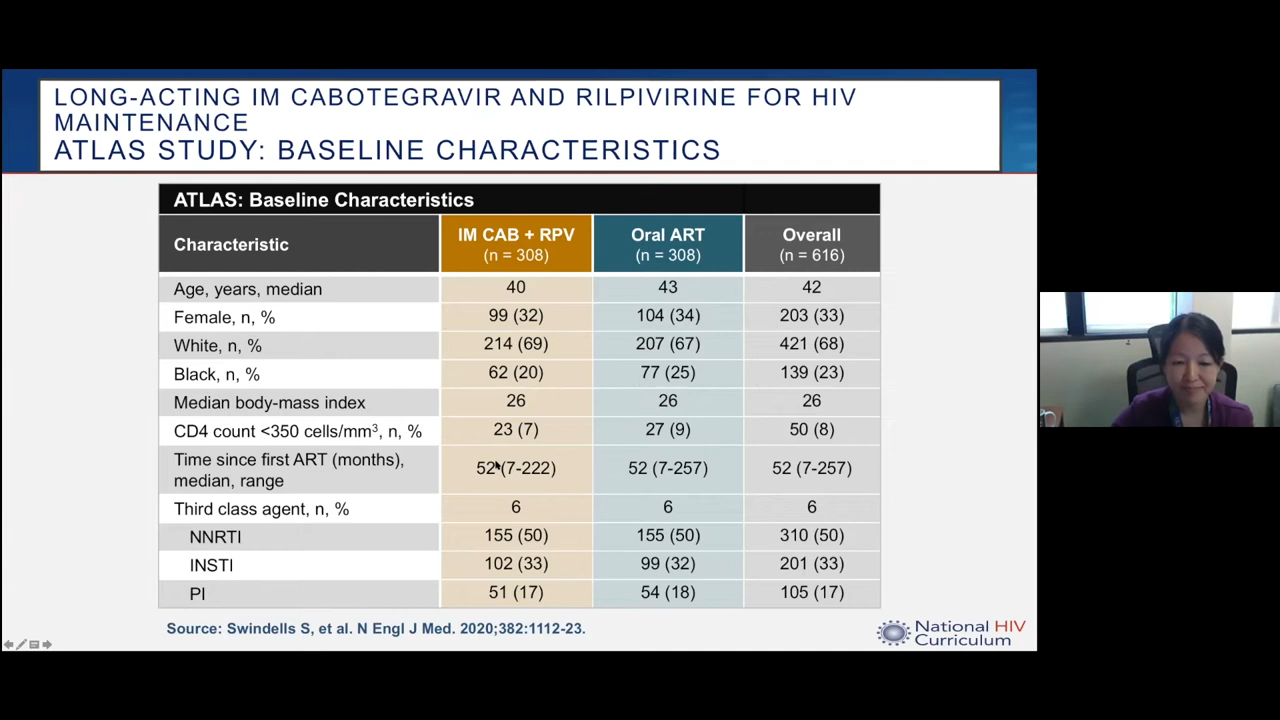 LONG-ACTING IM CABOTEGRAVIR AND RILPIVIRINE FOR HIV
MAINTENANCE
ATLAS STUDY: BASELINE CHARACTERISTICS
ATLAS: Baseline Characteristics
Characteristic IM CAB + RPV (n = 308) Oral ART (n = 308) Overall (n = 616)
Age, years, median 40 43 42
Female, n, % 99 (32) 104 (34) 203 (33)
White, n, % 214 (69) 207 (67) 421 (68)
Black, n, % 62 (20) 77 (25) 139 (23)
Median body-mass index 26 26 26
CD4 count <350 cells/mm³, n, % 23 (7) 27 (9) 50 (8)
Time since first ART (months), median, range 52 (7-222) 52 (7-257) 52 (7-257)
Third class agent, n, % 6 6 6
NNRTI 155 (50) 155 (50) 310 (50)
INSTI 102 (33) 99 (32) 201 (33)
PI 51 (17) 54 (18) 105 (17)
Source: Swindells S, et al. N Engl J Med. 2020;382:1112-23.
National HIV
Curriculum